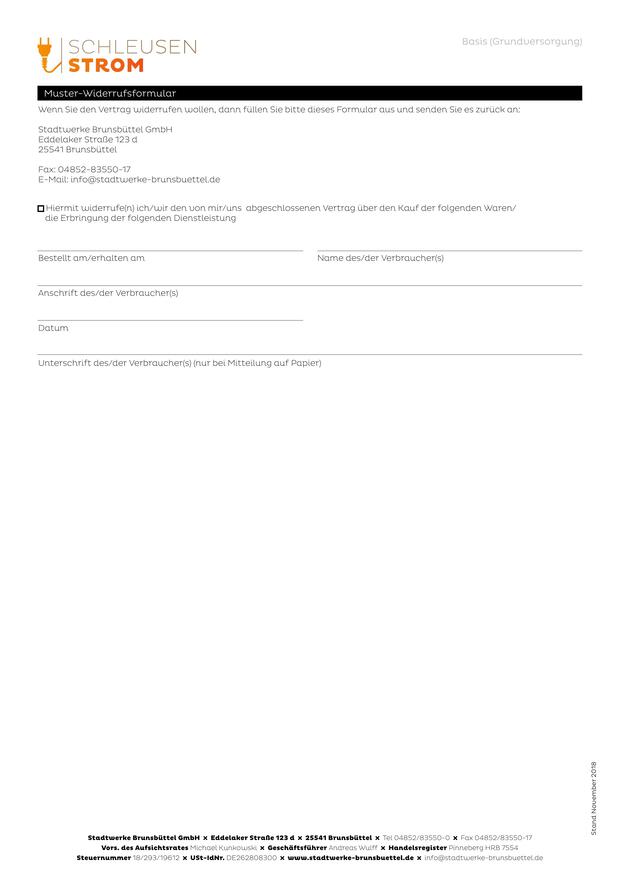 SCHLEUSEN
STROM
Basis (Grundversorgung)
Muster-Widerrufsformular
Wenn Sie den Vertrag widerrufen wollen, dann füllen Sie bitte dieses Formular aus und senden Sie es zurück an:
Stadtwerke Brunsbüttel GmbH
Eddelaker Straße 123 d
25541 Brunsbüttel
Fax: 04852-83550-17
E-Mail: info@stadtwerke-brunsbuettel.de
Hiermit widerrufe(n) ich/wir den von mir/uns abgeschlossenen Vertrag über den Kauf der folgenden Waren/
die Erbringung der folgenden Dienstleistung
Bestellt am/erhalten am
Name des/der Verbraucher(s)
Anschrift des/der Verbraucher(s)
Datum
Unterschrift des/der Verbraucher(s) (nur bei Mitteilung auf Papier)
Stand November 2018
Stadtwerke Brunsbüttel GmbH x Eddelaker Straße 123 d x 25541 Brunsbüttel x Tel 04852/83550-0 x Fax 04852/83550-17
Vors. des Aufsichtsrates Michael Kunkowski x Geschäftsführer Andreas Wulff x Handelsregister Pinneberg HRB 7554
Steuernummer 18/293/19612 x USt-IdNr. DE262808300 x www.stadtwerke-brunsbuettel.de x info@stadtwerke-brunsbuettel.de